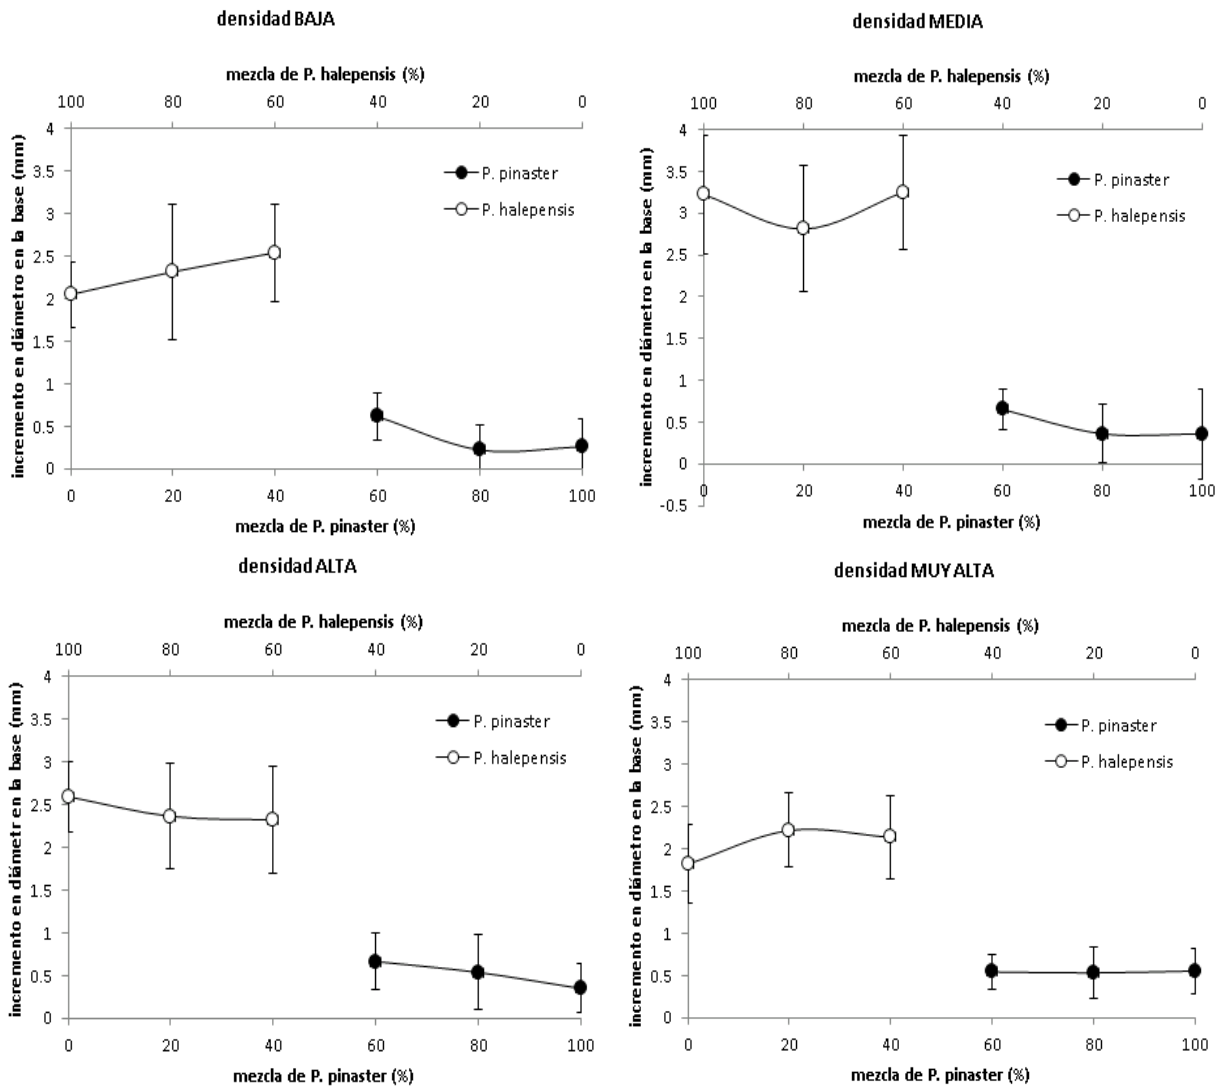 densidad BAJA
mezcla de P. halepensis (%)
100 80 60 40 20 0
incremento en diámetro en la base (mm)
4
3.5
3
2.5
2
1.5
1
0.5
0
P. pinaster
P. halepensis
0 20 40 60 80 100
mezcla de P. pinaster (%)
densidad MEDIA
mezcla de P. halepensis (%)
100 80 60 40 20 0
incremento en diámetro en la base (mm)
4
3.5
3
2.5
2
1.5
1
0.5
0
-0.5
P. pinaster
P. halepensis
0 20 40 60 80 100
mezcla de P. pinaster (%)
densidad ALTA
mezcla de P. halepensis (%)
100 80 60 40 20 0
incremento en diámetr en la base (mm)
4
3.5
3
2.5
2
1.5
1
0.5
0
P. pinaster
P. halepensis
0 20 40 60 80 100
mezcla de P. pinaster (%)
densidad MUY ALTA
mezcla de P. halepensis (%)
100 80 60 40 20 0
incremento en diámetro en la base (mm)
4
3.5
3
2.5
2
1.5
1
0.5
0
P. pinaster
P. halepensis
0 20 40 60 80 100
mezcla de P. pinaster (%)